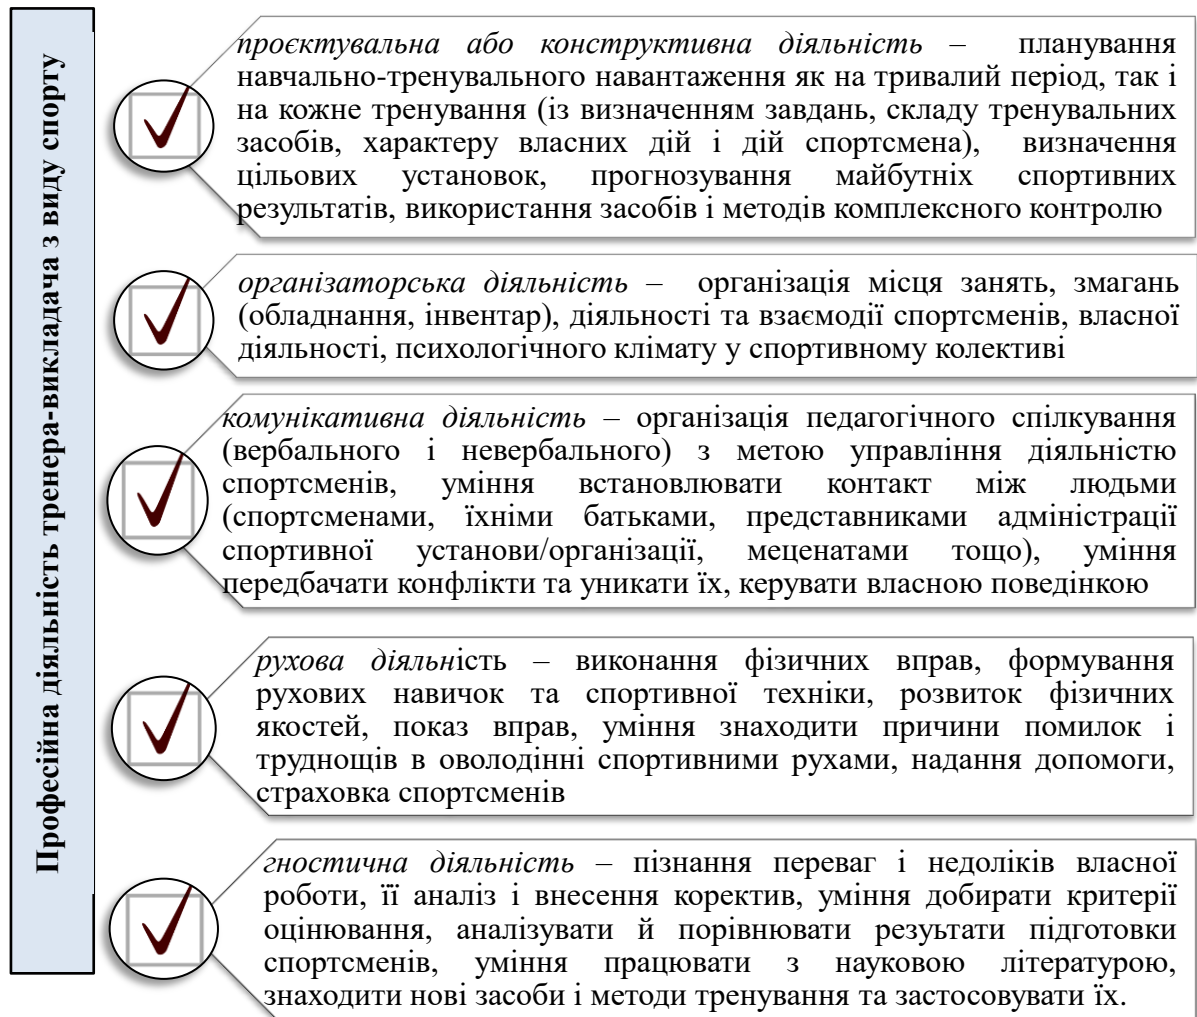 Професійна діяльність тренера-викладача з виду спорту
проєктувальна або конструктивна діяльність – планування
навчально-тренувального навантаження як на тривалий період, так і
на кожне тренування (із визначенням завдань, складу тренувальних
засобів, характеру власних дій і дій спортсмена), визначення
цільових установок, прогнозування майбутніх спортивних
результатів, використання засобів і методів комплексного контролю
організаторська діяльність – організація місця занять, змагань
(обладнання, інвентар), діяльності та взаємодії спортсменів, власної
діяльності, психологічного клімату у спортивному колективі
комунікативна діяльність – організація педагогічного спілкування
(вербального і невербального) з метою управління діяльністю
спортсменів, уміння встановлювати контакт між людьми
(спортсменами, їхніми батьками, представниками адміністрації
спортивної установи/організації, меценатами тощо), уміння
передбачати конфлікти та уникати їх, керувати власною поведінкою
рухова діяльність – виконання фізичних вправ, формування
рухових навичок та спортивної техніки, розвиток фізичних
якостей, показ вправ, уміння знаходити причини помилок і
труднощів в оволодінні спортивними рухами, надання допомоги,
страховка спортсменів
гностична діяльність – пізнання переваг і недоліків власної
роботи, її аналіз і внесення коректив, уміння добирати критерії
оцінювання, аналізувати й порівнювати резуьтати підготовки
спортсменів, уміння працювати з науковою літературою,
знаходити нові засоби і методи тренування та застосовувати їх.